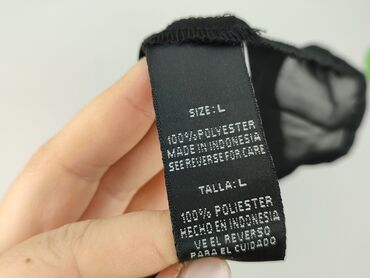 SIZE: L
100% POLYESTER
MADE IN INDONESIA
SEE REVERSE FOR CARE
TALLA: L
100% POLIESTER
HECHO EN INDONESIA
VE EL REVERSO
PARA EL CUIDADO